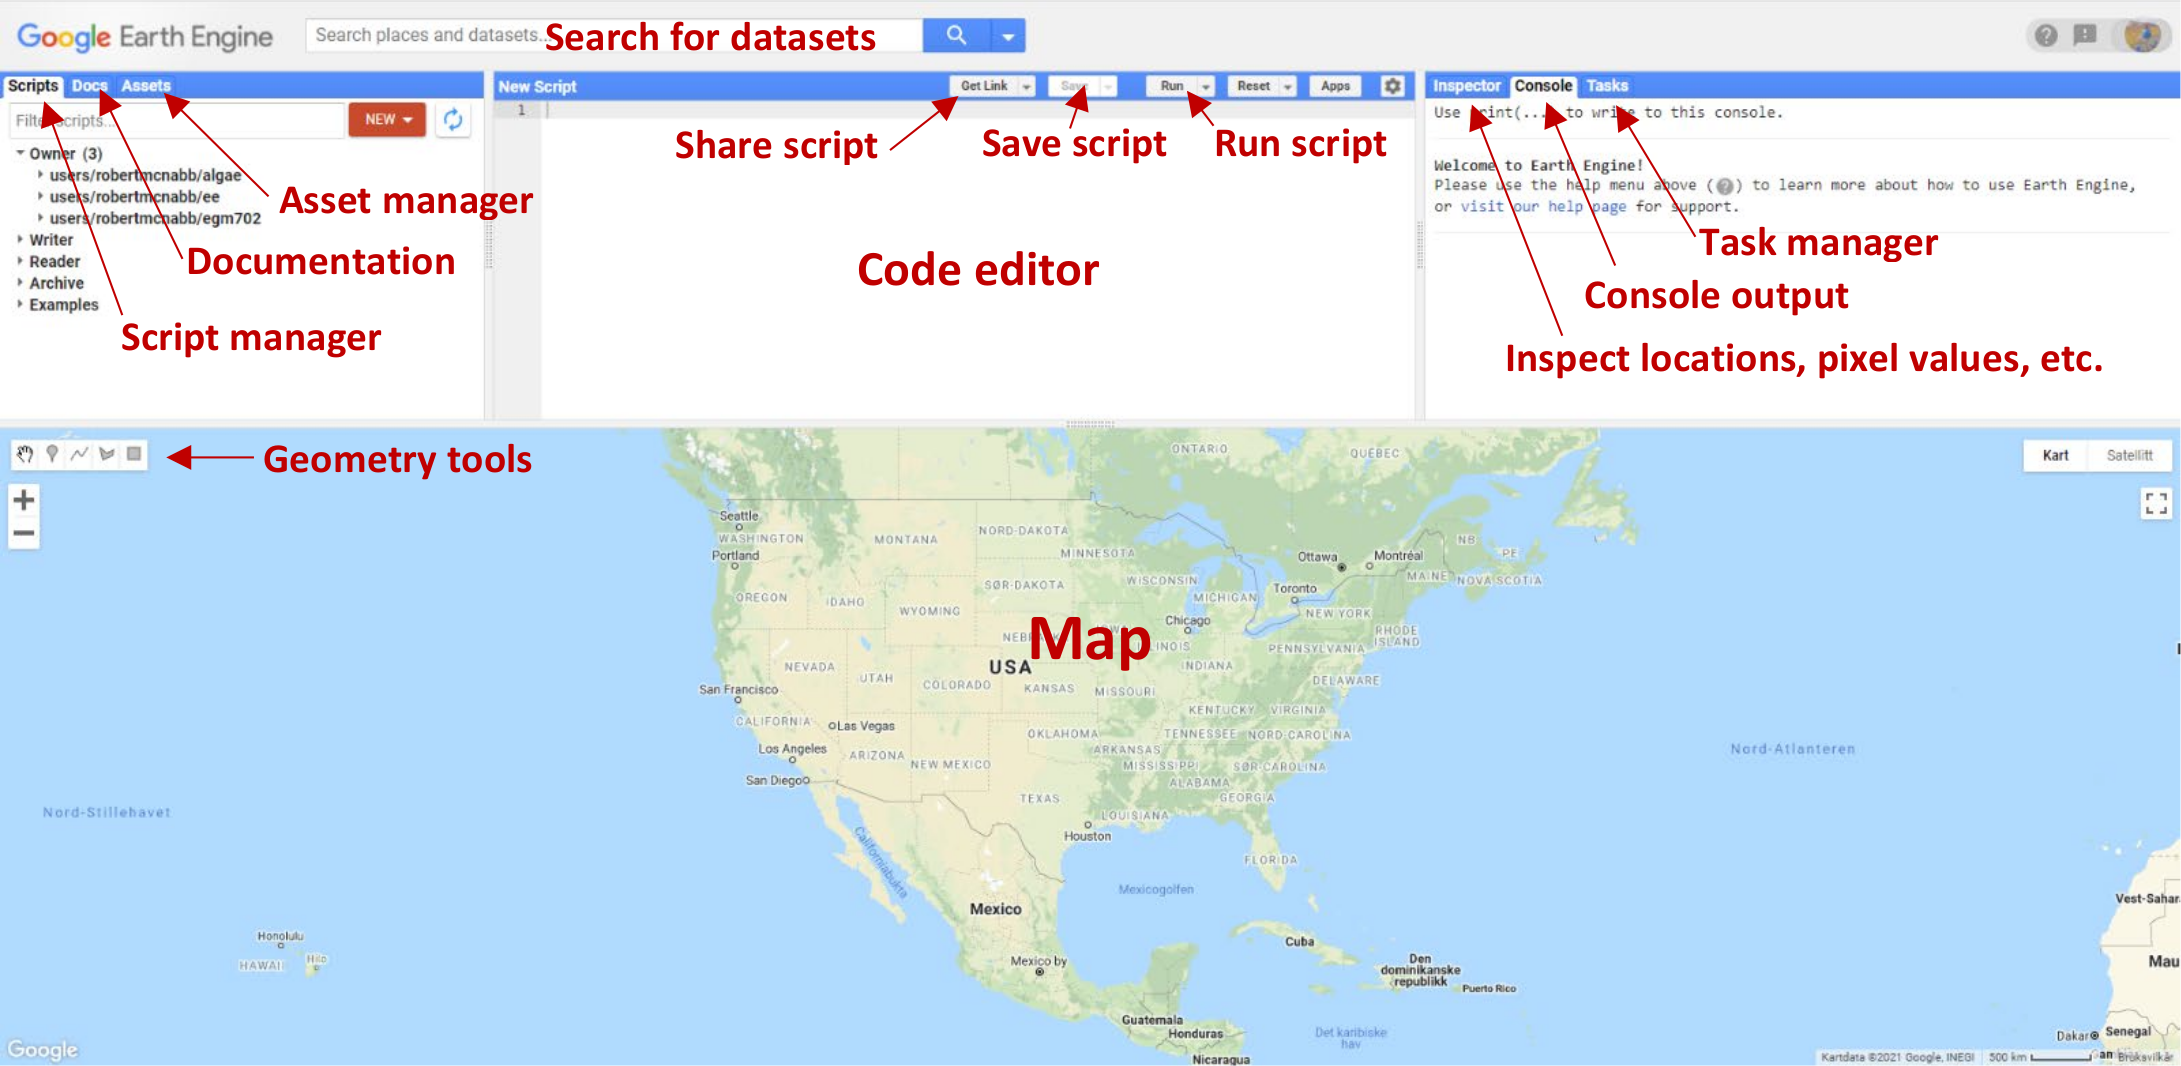 Google Earth Engine
Search places and datasets...
Search for datasets
Scripts Docs Assets
New Script
Get Link
Save
Run
Reset
Apps
Inspector Console Tasks
Filter scripts...
NEW
1
Use print(...) to write to this console.
Share script
Save script
Run script
Owner (3)
users/robertmcnabb/algae
users/robertmcnabb/ee
users/robertmcnabb/egm702
Writer
Reader
Archive
Examples
Asset manager
Documentation
Script manager
Code editor
Welcome to Earth Engine!
Please use the help menu above (?) to learn more about how to use Earth Engine,
or visit our help page for support.
Task manager
Console output
Inspect locations, pixel values, etc.
Geometry tools
Kart Satellitt
ONTARIO
QUEBEC
Seattle
WASHINGTON
MONTANA
NORD-DAKOTA
MINNESOTA
Ottawa
Montréal
NB
PE
Portland
SØR-DAKOTA
WISCONSIN
MICHIGAN
Toronto
MAINE
NOVA SCOTIA
OREGON
IDAHO
WYOMING
Chicago
NEW YORK
RHODE
ISLAND
Map
USA
PENNSYLVANIA
NEVADA
UTAH
COLORADO
KANSAS
MISSOURI
INDIANA
DELAWARE
San Francisco
KENTUCKY
VIRGINIA
CALIFORNIA
Las Vegas
OKLAHOMA
TENNESSEE
NORD-CAROLINA
Los Angeles
ARIZONA
NEW MEXICO
ARKANSAS
MISSISSIPPI
SØR-CAROLINA
San Diego
ALABAMA
TEXAS
GEORGIA
LOUISIANA
Houston
Nord-Atlanteren
Nord-Stillehavet
Californiabukta
FLORIDA
Mexicogolfen
Mexico
Vest-Sahar
Honolulu
HAWAII
Hilo
Cuba
Mexico by
Den
dominikanske
republikk
Puerto Rico
Mau
Guatemala
Honduras
Nicaragua
Det karibiske
hav
Dakar
Senegal
Google
Kartdata ©2021 Google, INEGI
500 km
Bruksvilkår